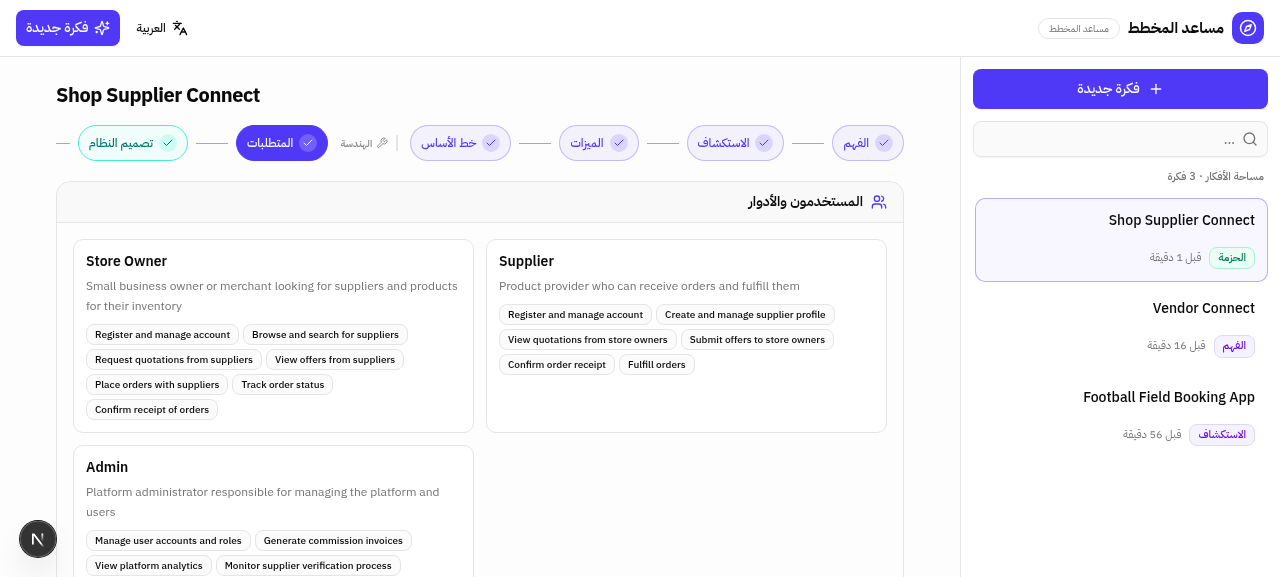 مساعد المخطط
مساعد المخطط
العربية
فكرة جديدة
فكرة جديدة
...
مساحة الأفكار · 3 فكرة
Shop Supplier Connect
الحزمة
قبل 1 دقيقة
Vendor Connect
الفهم
قبل 16 دقيقة
Football Field Booking App
الاستكشاف
قبل 56 دقيقة
Shop Supplier Connect
الفهم
الاستكشاف
الميزات
خط الأساس
الهندسة
المتطلبات
تصميم النظام
المستخدمون والأدوار
Store Owner
Small business owner or merchant looking for suppliers and products
for their inventory
Register and manage account
Browse and search for suppliers
Request quotations from suppliers
View offers from suppliers
Place orders with suppliers
Track order status
Confirm receipt of orders
Supplier
Product provider who can receive orders and fulfill them
Register and manage account
Create and manage supplier profile
View quotations from store owners
Submit offers to store owners
Confirm order receipt
Fulfill orders
Admin
Platform administrator responsible for managing the platform and
users
Manage user accounts and roles
Generate commission invoices
View platform analytics
Monitor supplier verification process
N